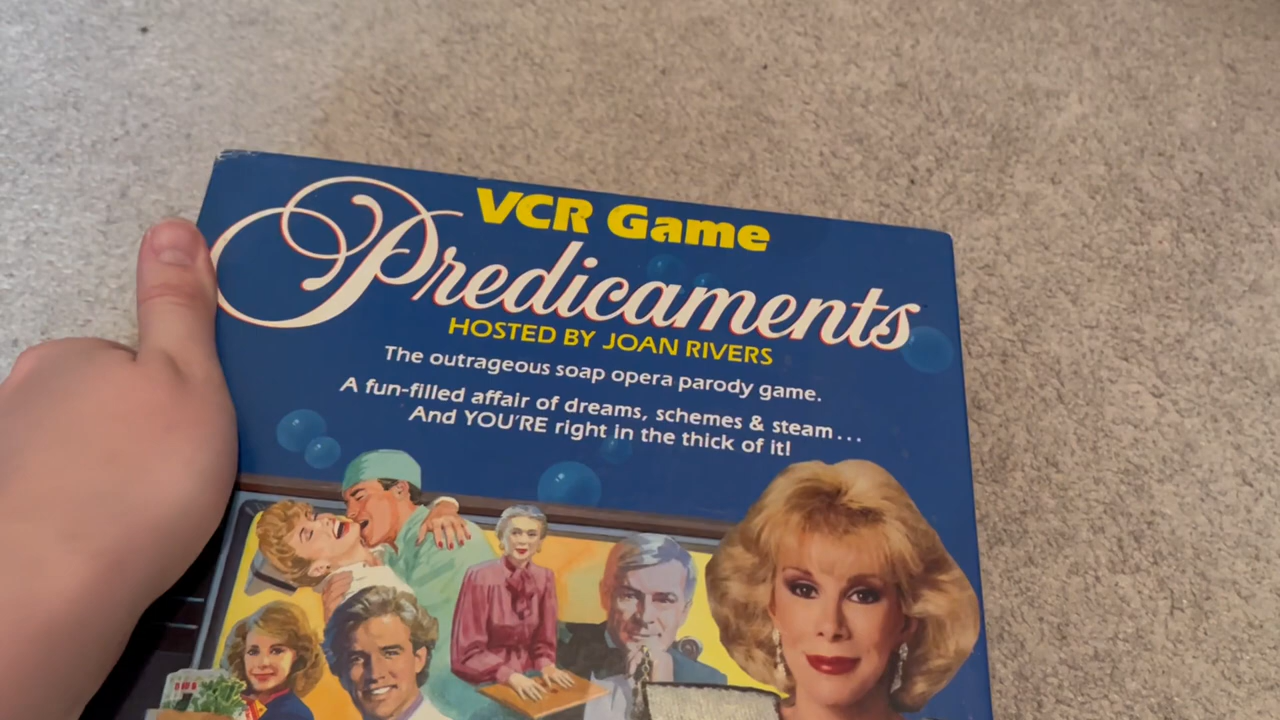 VCR Game
Predicaments
HOSTED BY JOAN RIVERS
The outrageous soap opera parody game.
A fun-filled affair of dreams, schemes & steam...
And YOU'RE right in the thick of it!